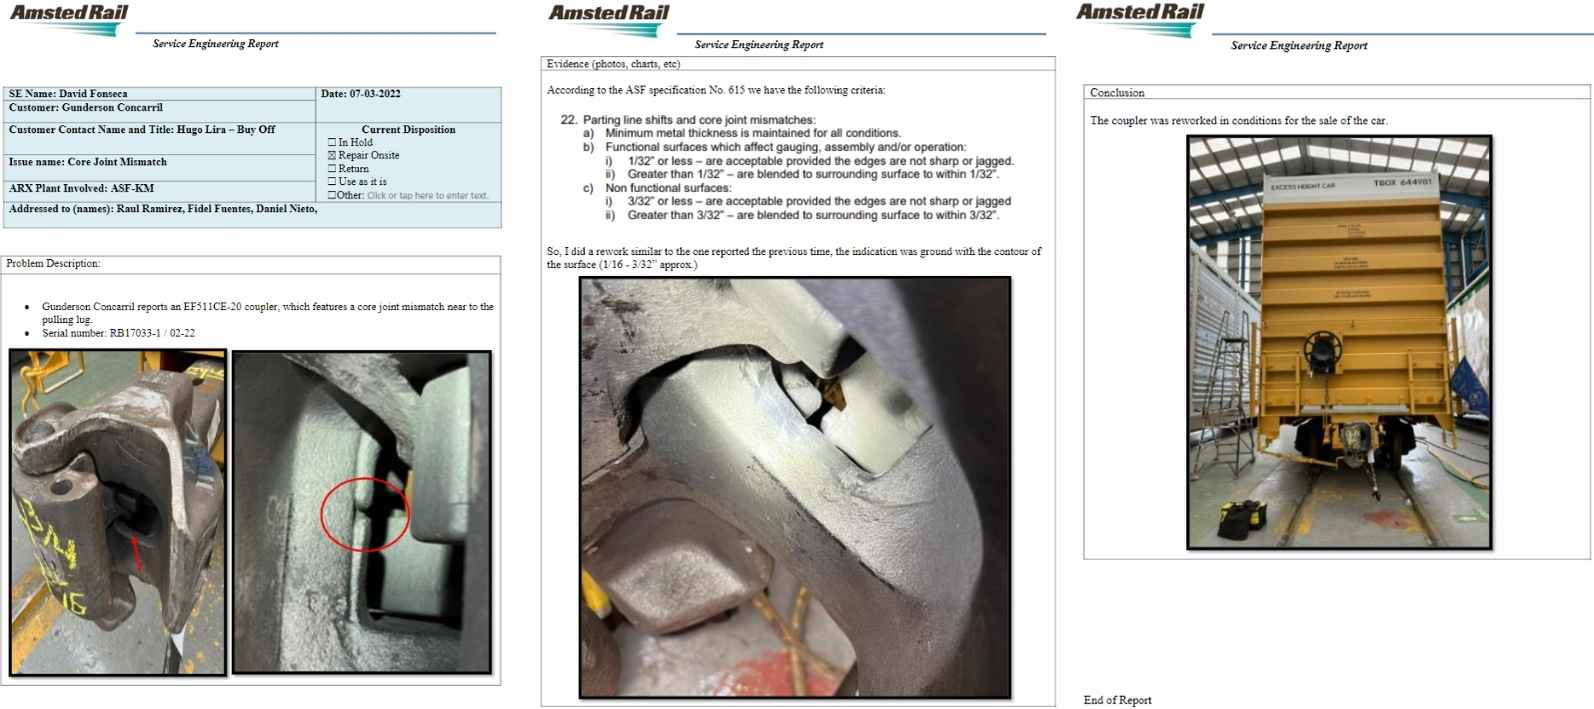 Amsted Rail
Service Engineering Report
SE Name: David Fonseca
Date: 07-03-2022
Customer: Gunderson Concarril
Customer Contact Name and Title: Hugo Lira – Buy Off
Issue name: Core Joint Mismatch
ARX Plant Involved: ASF-KM
Current Disposition
☐ In Hold
☒ Repair Onsite
☐ Return
☐ Use as it is
☐Other: Click or tap here to enter text.
Addressed to (names): Raul Ramirez, Fidel Fuentes, Daniel Nieto,
Problem Description:
• Gunderson Concarril reports an EF511CE-20 coupler, which features a core joint mismatch near to the
pulling lug.
• Serial number: RB17033-1 / 02-22
Amsted Rail
Service Engineering Report
Evidence (photos, charts, etc)
According to the ASF specification No. 615 we have the following criteria:
22. Parting line shifts and core joint mismatches:
a) Minimum metal thickness is maintained for all conditions.
b) Functional surfaces which affect gauging, assembly and/or operation:
i) 1/32" or less – are acceptable provided the edges are not sharp or jagged.
ii) Greater than 1/32" – are blended to surrounding surface to within 1/32".
c) Non functional surfaces:
i) 3/32" or less – are acceptable provided the edges are not sharp or jagged
ii) Greater than 3/32" – are blended to surrounding surface to within 3/32".
So, I did a rework similar to the one reported the previous time, the indication was ground with the contour of
the surface (1/16 - 3/32" approx.)
Amsted Rail
Service Engineering Report
Conclusion
The coupler was reworked in conditions for the sale of the car.
EXCESS HEIGHT CAR
TBOX 644901
End of Report